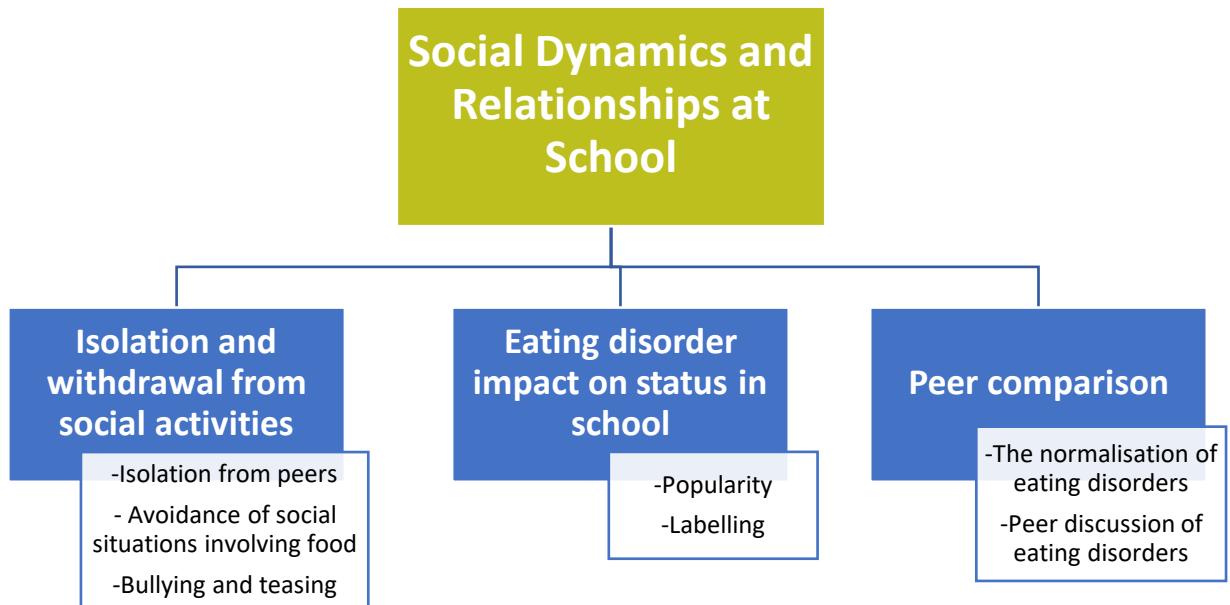 Social Dynamics and
Relationships at
School
Isolation and
withdrawal from
social activities
-Isolation from peers
- Avoidance of social
situations involving food
-Bullying and teasing
Eating disorder
impact on status in
school
-Popularity
-Labelling
Peer comparison
-The normalisation of
eating disorders
-Peer discussion of
eating disorders